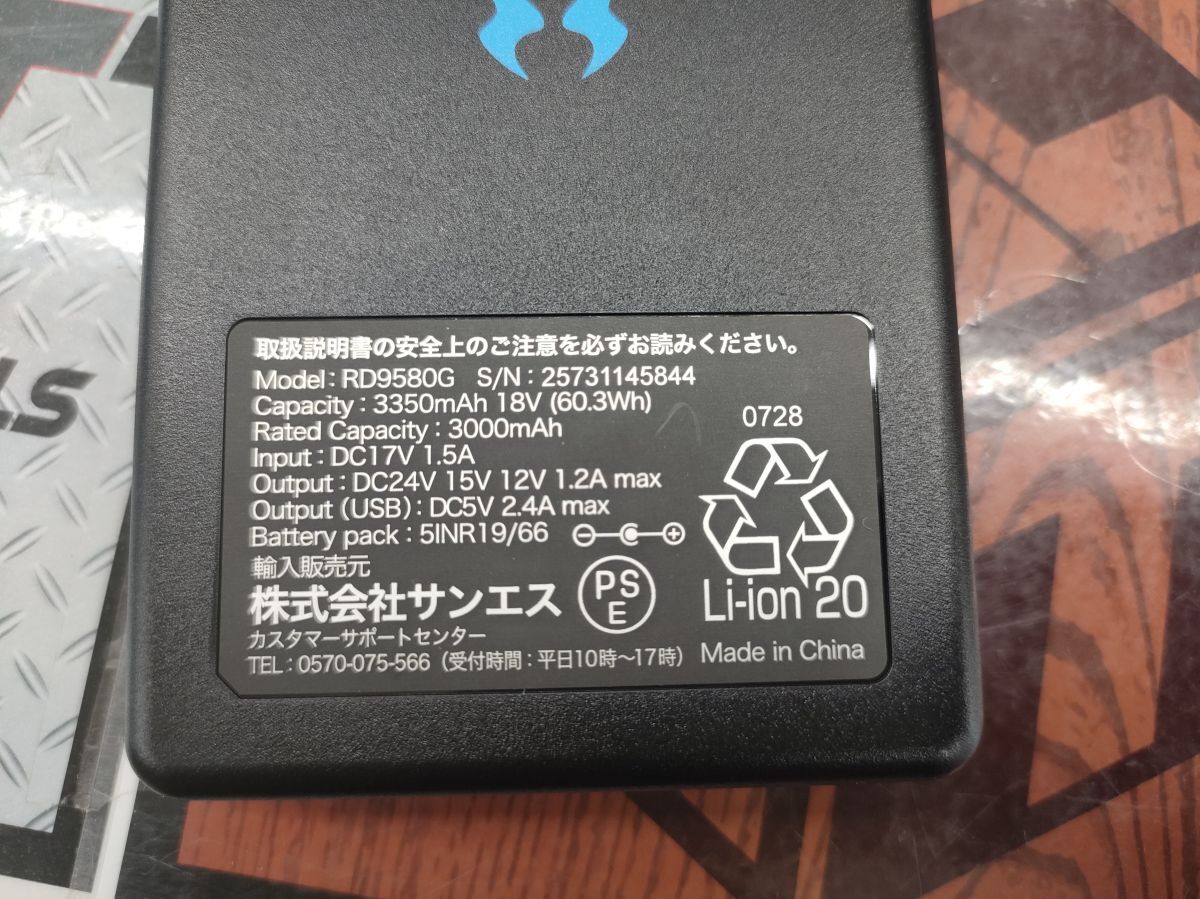 取扱説明書の安全上のご注意を必ずお読みください。
Model : RD9580G S/N : 25731145844
Capacity : 3350mAh 18V (60.3Wh)
Rated Capacity : 3000mAh
Input : DC17V 1.5A
Output : DC24V 15V 12V 1.2A max
Output (USB) : DC5V 2.4A max
Battery pack : 5INR19/66
輸入販売元
株式会社サンエス
PS
E
カスタマーサポートセンター
TEL : 0570-075-566（受付時間：平日10時〜17時）
0728
Li-ion 20
Made in China